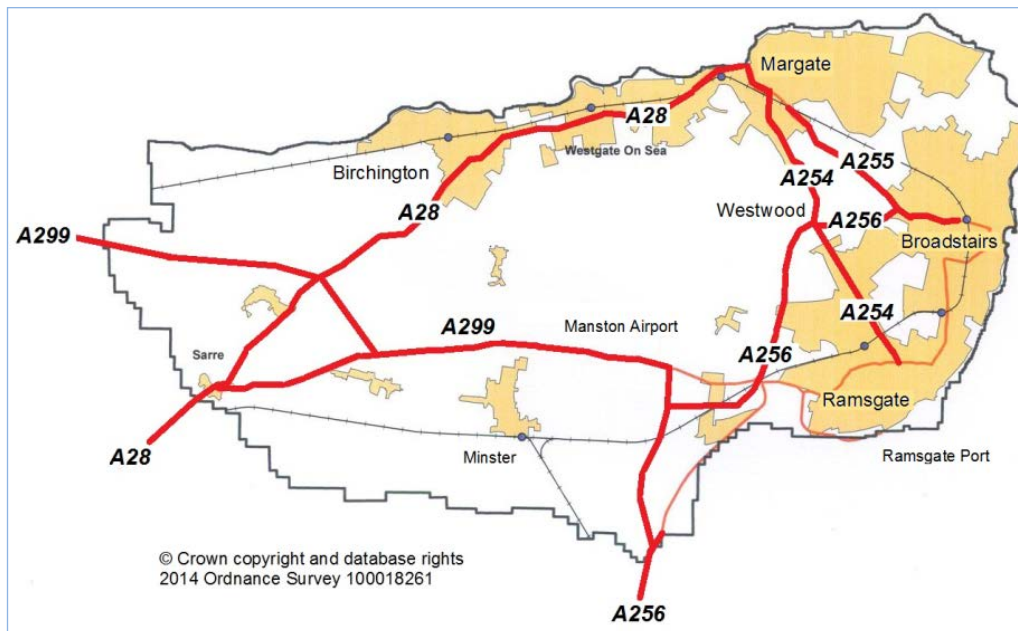 Margate
A28
Westgate On Sea
A255
Birchington
A254
A28
Westwood
A256
A299
Broadstairs
A299
Manston Airport
A254
Sarre
A256
Ramsgate
A28
Minster
Ramsgate Port
© Crown copyright and database rights
2014 Ordnance Survey 100018261
A256